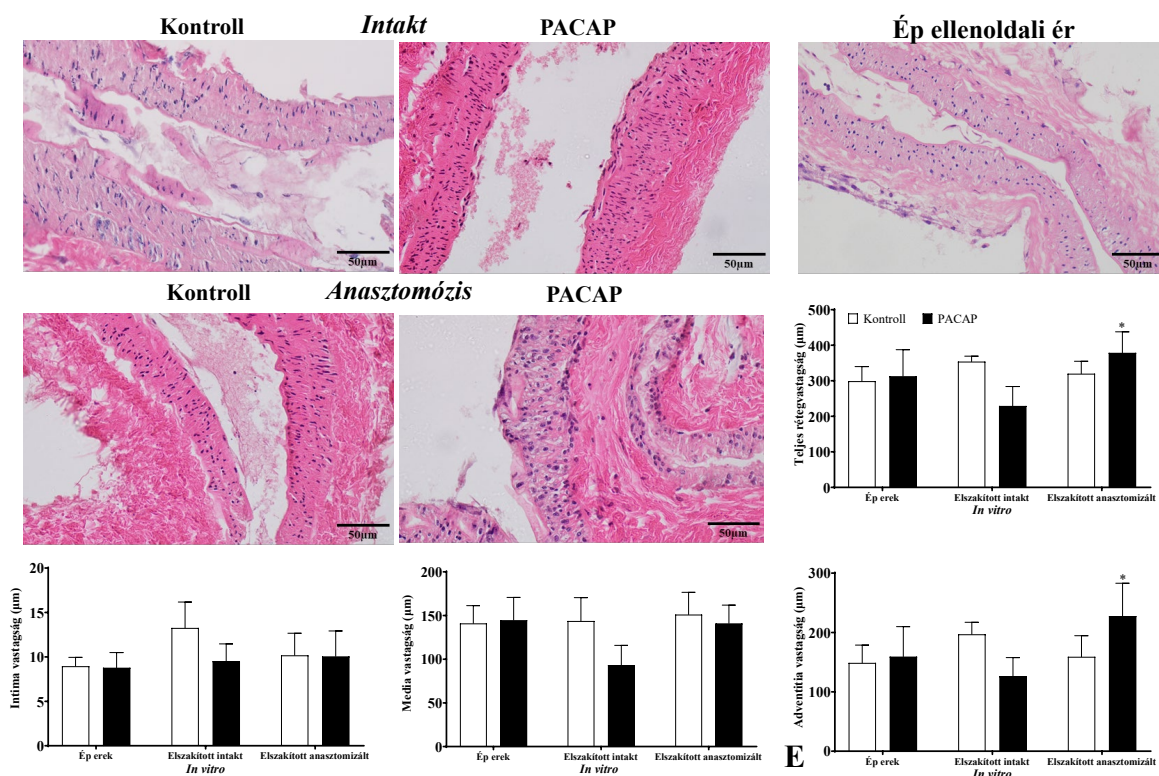 Kontroll Intakt PACAP
Ép ellenoldali ér
50µm
50µm
50µm
Kontroll Anasztomózis PACAP
50µm
50µm
Teljes rétegvastagság (µm)
500
400
300
200
100
0
Kontroll PACAP
*
Ép erek Elszakított intakt Elszakított anasztomizált
In vitro
Intima vastagság (µm)
20
15
10
5
0
Ép erek Elszakított intakt Elszakított anasztomizált
In vitro
Media vastagság (µm)
200
150
100
50
0
Ép erek Elszakított intakt Elszakított anasztomizált
In vitro
Adventitia vastagság (µm)
300
200
100
0
*
E
Ép erek Elszakított intakt Elszakított anasztomizált
In vitro